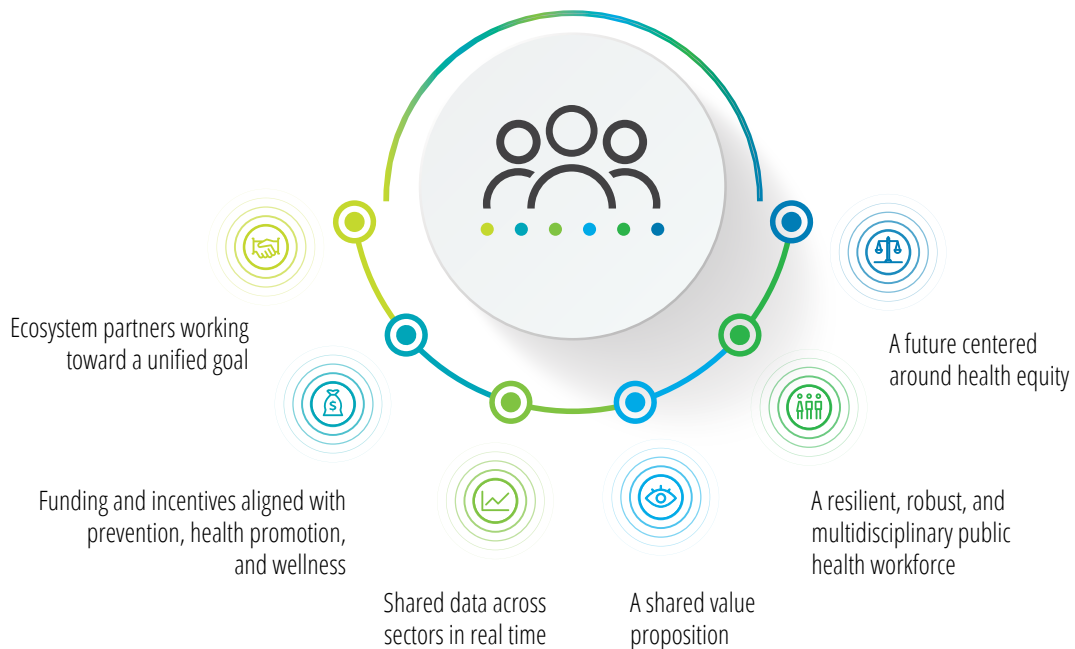 Ecosystem partners working
toward a unified goal
Funding and incentives aligned with
prevention, health promotion,
and wellness
Shared data across
sectors in real time
A shared value
proposition
A resilient, robust, and
multidisciplinary public
health workforce
A future centered
around health equity
$